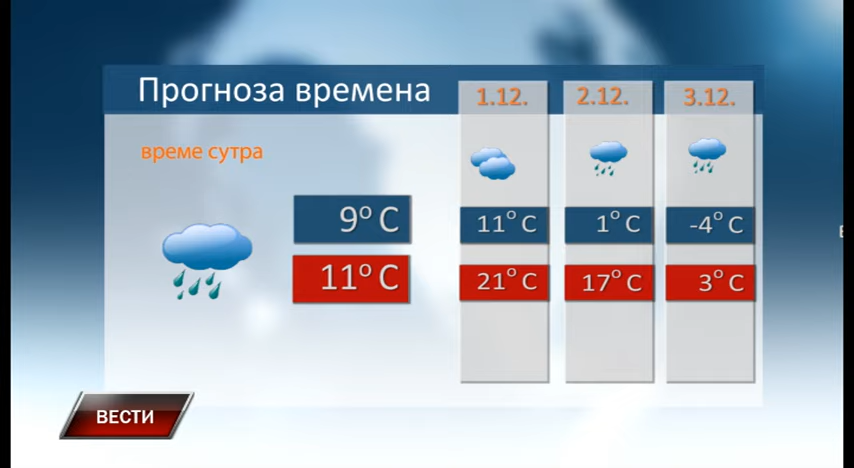 Прогноза времена
1.12.
2.12.
3.12.
време сутра
9° C
11° C
11° C
21° C
1° C
17° C
-4° C
3° C
ВЕСТИ